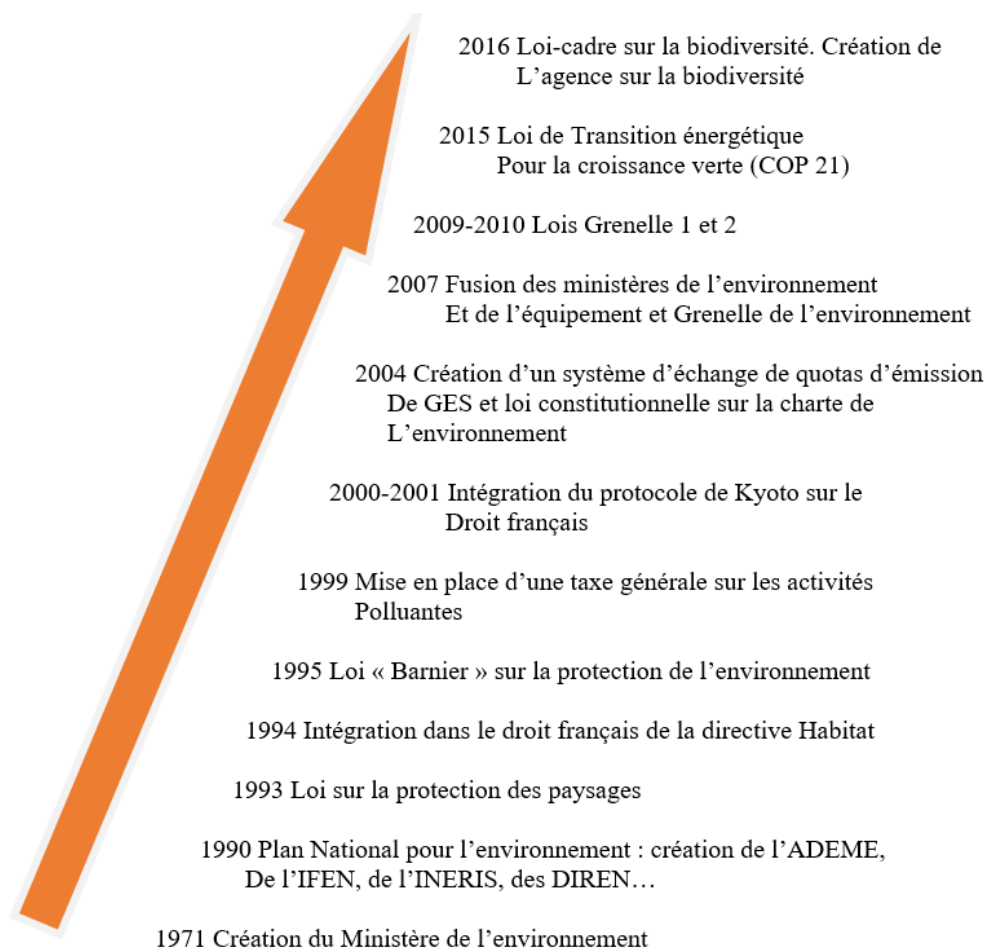 2016 Loi-cadre sur la biodiversité. Création de
L’agence sur la biodiversité
2015 Loi de Transition énergétique
Pour la croissance verte (COP 21)
2009-2010 Lois Grenelle 1 et 2
2007 Fusion des ministères de l’environnement
Et de l’équipement et Grenelle de l’environnement
2004 Création d’un système d’échange de quotas d’émission
De GES et loi constitutionnelle sur la charte de
L’environnement
2000-2001 Intégration du protocole de Kyoto sur le
Droit français
1999 Mise en place d’une taxe générale sur les activités
Polluantes
1995 Loi « Barnier » sur la protection de l’environnement
1994 Intégration dans le droit français de la directive Habitat
1993 Loi sur la protection des paysages
1990 Plan National pour l’environnement : création de l’ADEME,
De l’IFEN, de l’INERIS, des DIREN…
1971 Création du Ministère de l’environnement